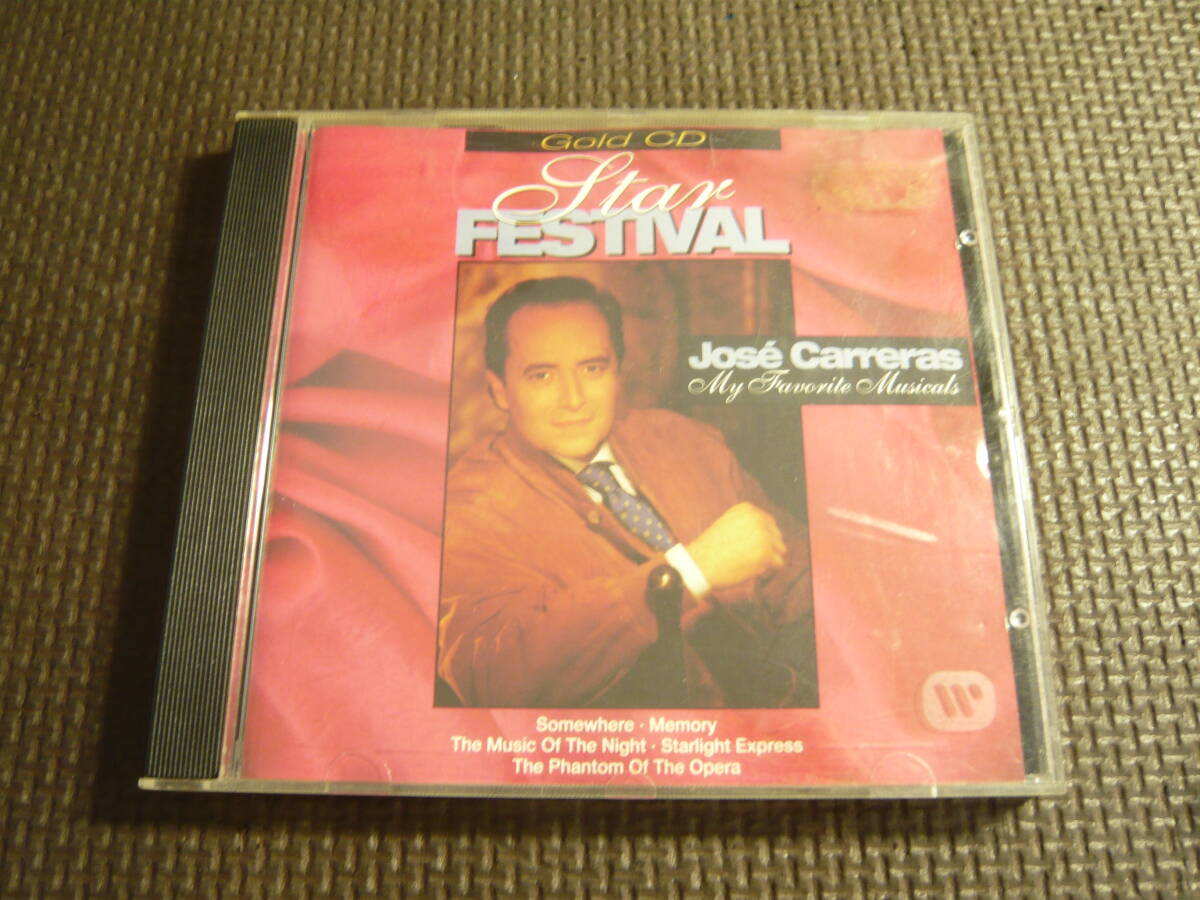 Gold CD
Star
FESTIVAL
José Carreras
My Favorite Musicals
Somewhere · Memory
The Music Of The Night · Starlight Express
The Phantom Of The Opera